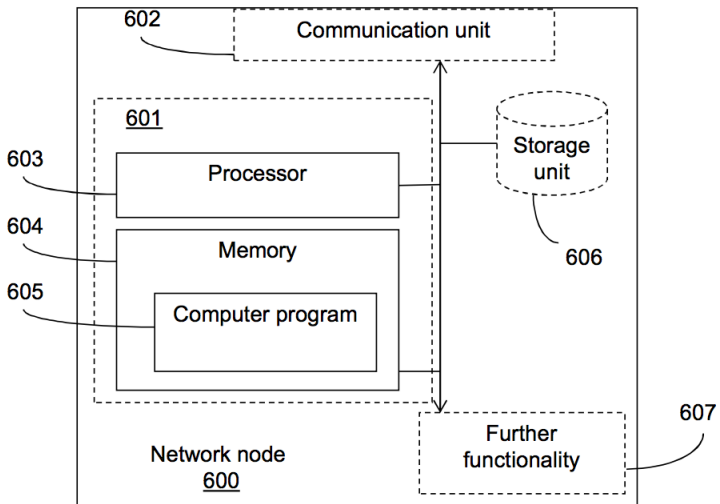 602
Communication unit
601
603
Processor
Storage
unit
604
Memory
606
605
Computer program
607
Further
functionality
Network node
600